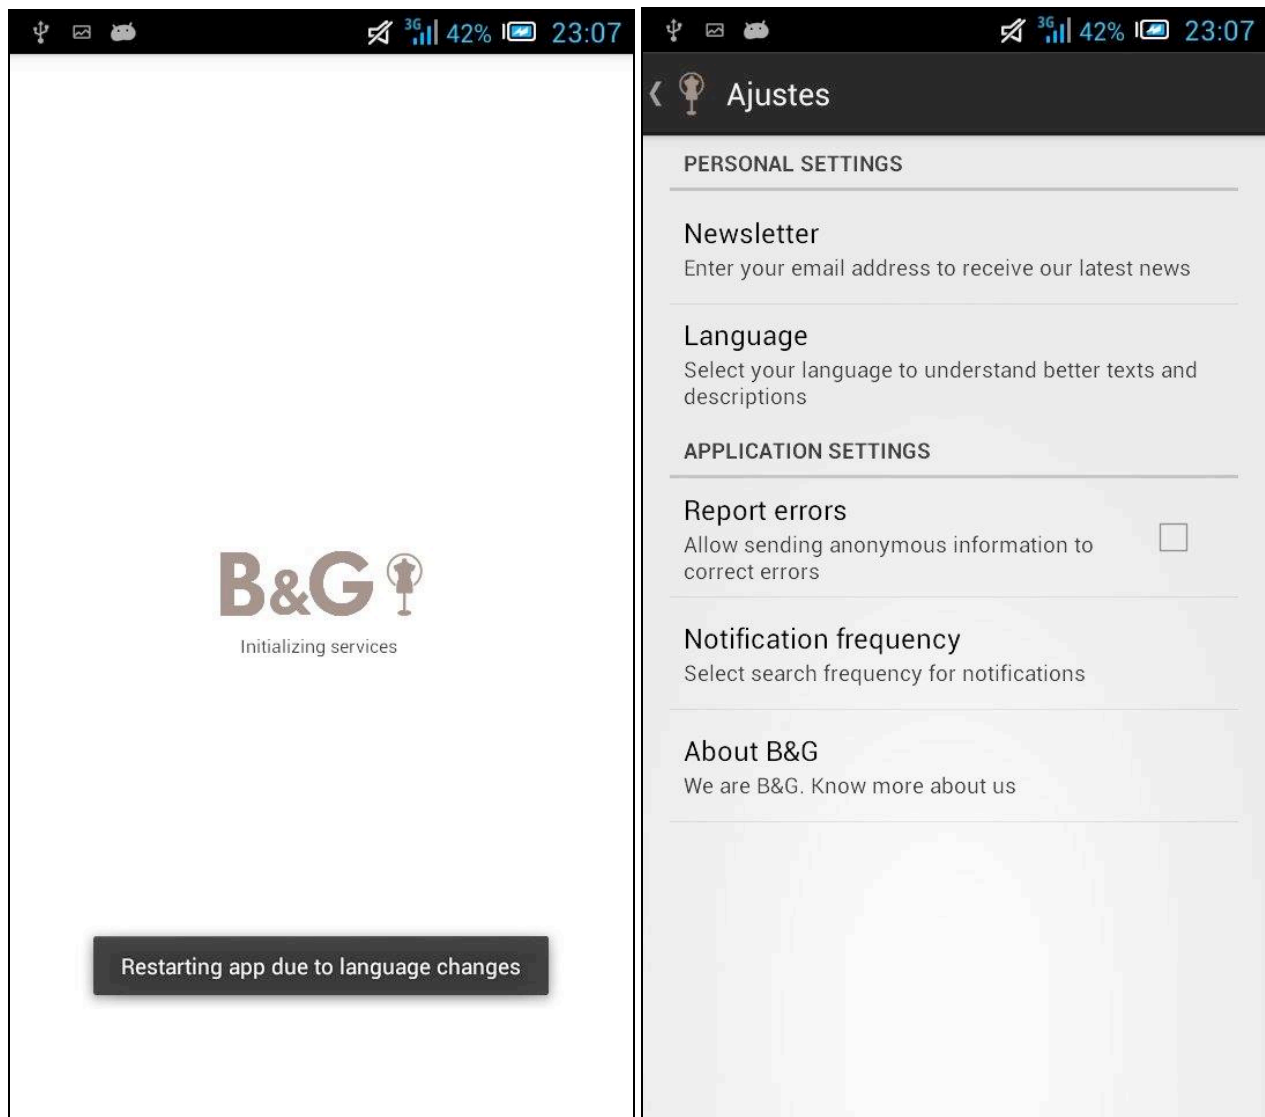 3G 42% 23:07
B&G
Initializing services
Restarting app due to language changes
3G 42% 23:07
Ajustes
PERSONAL SETTINGS
Newsletter
Enter your email address to receive our latest news
Language
Select your language to understand better texts and
descriptions
APPLICATION SETTINGS
Report errors
Allow sending anonymous information to
correct errors
Notification frequency
Select search frequency for notifications
About B&G
We are B&G. Know more about us